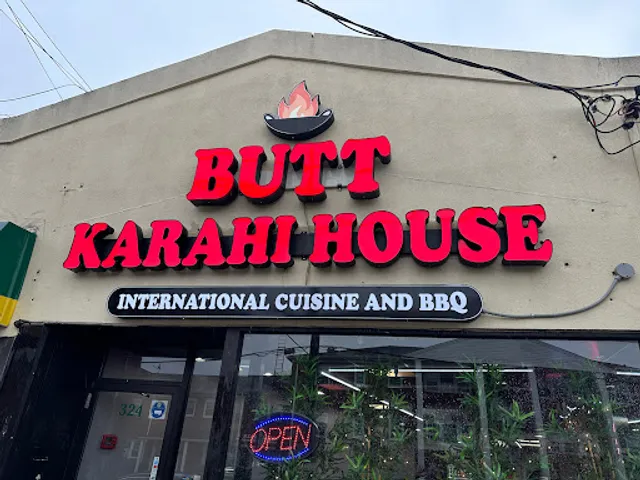 BUTT
KARAHI HOUSE
INTERNATIONAL CUISINE AND BBQ
324
OPEN